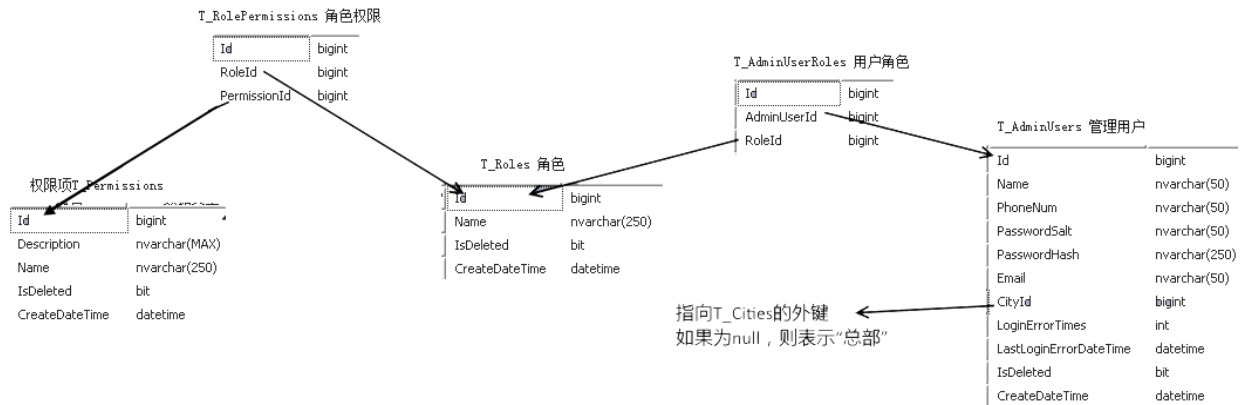 T_RolePermissions 角色权限
Id bigint
RoleId bigint
PermissionId bigint
T_AdminUserRoles 用户角色
Id bigint
AdminUserId bigint
RoleId bigint
T_AdminUsers 管理用户
Id bigint
Name nvarchar(50)
PhoneNum nvarchar(50)
PasswordSalt nvarchar(50)
PasswordHash nvarchar(250)
Email nvarchar(50)
CityId bigint
LoginErrorTimes int
LastLoginErrorDateTime datetime
IsDeleted bit
CreateDateTime datetime
T_Roles 角色
Id bigint
Name nvarchar(250)
IsDeleted bit
CreateDateTime datetime
权限项T_Permissions
Id bigint
Description nvarchar(MAX)
Name nvarchar(250)
IsDeleted bit
CreateDateTime datetime
指向T_Cities的外键
如果为null，则表示“总部”